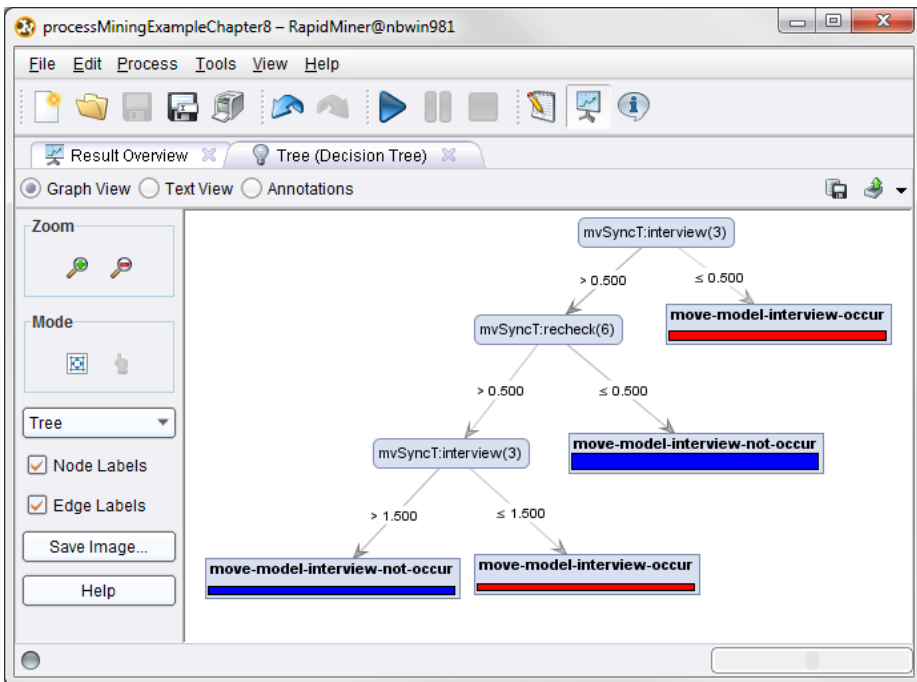 processMiningExampleChapter8 – RapidMiner@nbwin981
File Edit Process Tools View Help
Result Overview Tree (Decision Tree)
Graph View Text View Annotations
Zoom
Mode
Tree
Node Labels
Edge Labels
Save Image...
Help
mvSyncT:interview(3)
> 0.500 ≤ 0.500
mvSyncT:recheck(6) move-model-interview-occur
> 0.500 ≤ 0.500
mvSyncT:interview(3) move-model-interview-not-occur
> 1.500 ≤ 1.500
move-model-interview-not-occur move-model-interview-occur